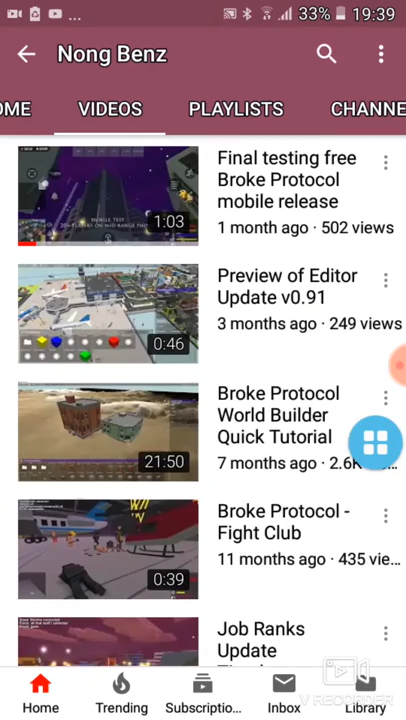 33% 19:39
Nong Benz
OME VIDEOS PLAYLISTS CHANNE
Final testing free
Broke Protocol
mobile release
1 month ago · 502 views
MOBILE TEST
1:03
Preview of Editor
Update v0.91
3 months ago · 249 views
0:46
Broke Protocol
World Builder
Quick Tutorial
7 months ago · 2.6K
21:50
Broke Protocol -
Fight Club
11 months ago · 435 vie...
0:39
Job Ranks
Update
Home Trending Subscriptio... Inbox Library
V RECORDER